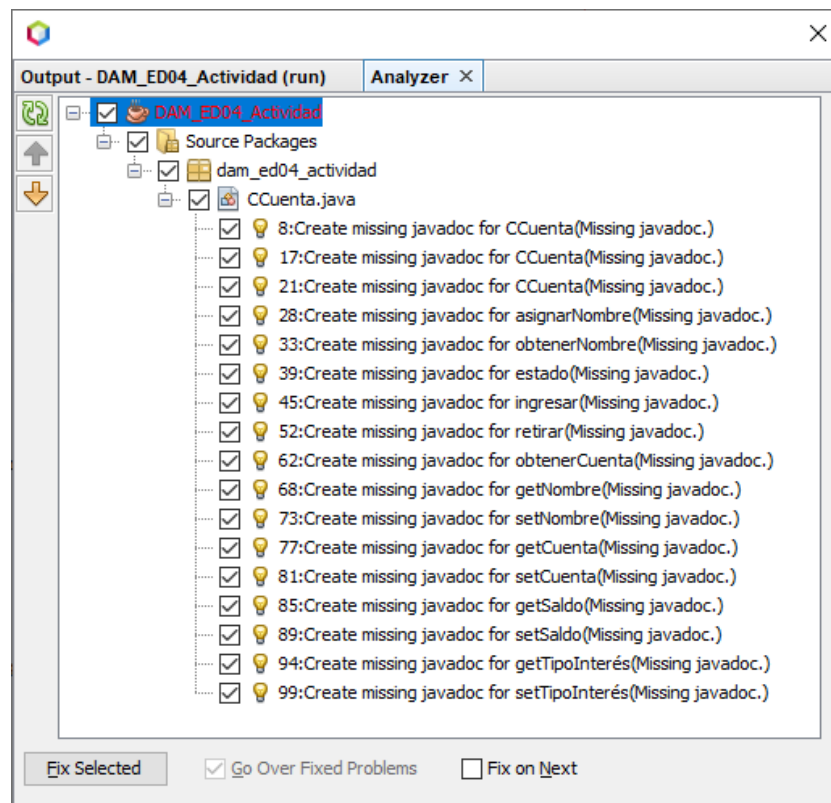 Output - DAM_ED04_Actividad (run) Analyzer
DAM_ED04_Actividad
Source Packages
dam_ed04_actividad
CCuenta.java
8:Create missing javadoc for CCuenta(Missing javadoc.)
17:Create missing javadoc for CCuenta(Missing javadoc.)
21:Create missing javadoc for CCuenta(Missing javadoc.)
28:Create missing javadoc for asignarNombre(Missing javadoc.)
33:Create missing javadoc for obtenerNombre(Missing javadoc.)
39:Create missing javadoc for estado(Missing javadoc.)
45:Create missing javadoc for ingresar(Missing javadoc.)
52:Create missing javadoc for retirar(Missing javadoc.)
62:Create missing javadoc for obtenerCuenta(Missing javadoc.)
68:Create missing javadoc for getNombre(Missing javadoc.)
73:Create missing javadoc for setNombre(Missing javadoc.)
77:Create missing javadoc for getCuenta(Missing javadoc.)
81:Create missing javadoc for setCuenta(Missing javadoc.)
85:Create missing javadoc for getSaldo(Missing javadoc.)
89:Create missing javadoc for setSaldo(Missing javadoc.)
94:Create missing javadoc for getTipoInterés(Missing javadoc.)
99:Create missing javadoc for setTipoInterés(Missing javadoc.)
Fix Selected Go Over Fixed Problems Fix on Next